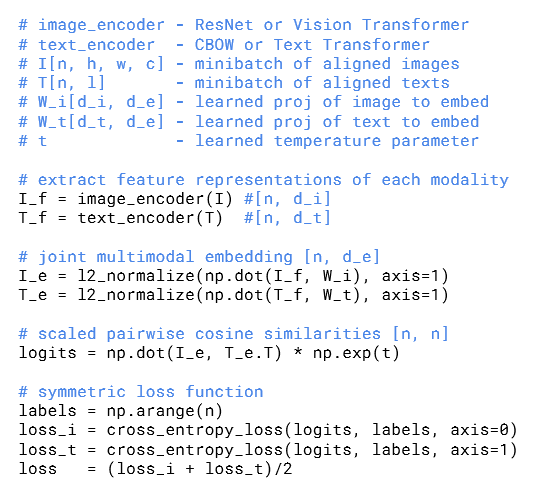 # image_encoder - ResNet or Vision Transformer
# text_encoder  - CBOW or Text Transformer
# I[n, h, w, c] - minibatch of aligned images
# T[n, l]       - minibatch of aligned texts
# W_i[d_i, d_e] - learned proj of image to embed
# W_t[d_t, d_e] - learned proj of text to embed
# t             - learned temperature parameter

# extract feature representations of each modality
I_f = image_encoder(I) #[n, d_i]
T_f = text_encoder(T)  #[n, d_t]

# joint multimodal embedding [n, d_e]
I_e = l2_normalize(np.dot(I_f, W_i), axis=1)
T_e = l2_normalize(np.dot(T_f, W_t), axis=1)

# scaled pairwise cosine similarities [n, n]
logits = np.dot(I_e, T_e.T) * np.exp(t)

# symmetric loss function
labels = np.arange(n)
loss_i = cross_entropy_loss(logits, labels, axis=0)
loss_t = cross_entropy_loss(logits, labels, axis=1)
loss   = (loss_i + loss_t)/2